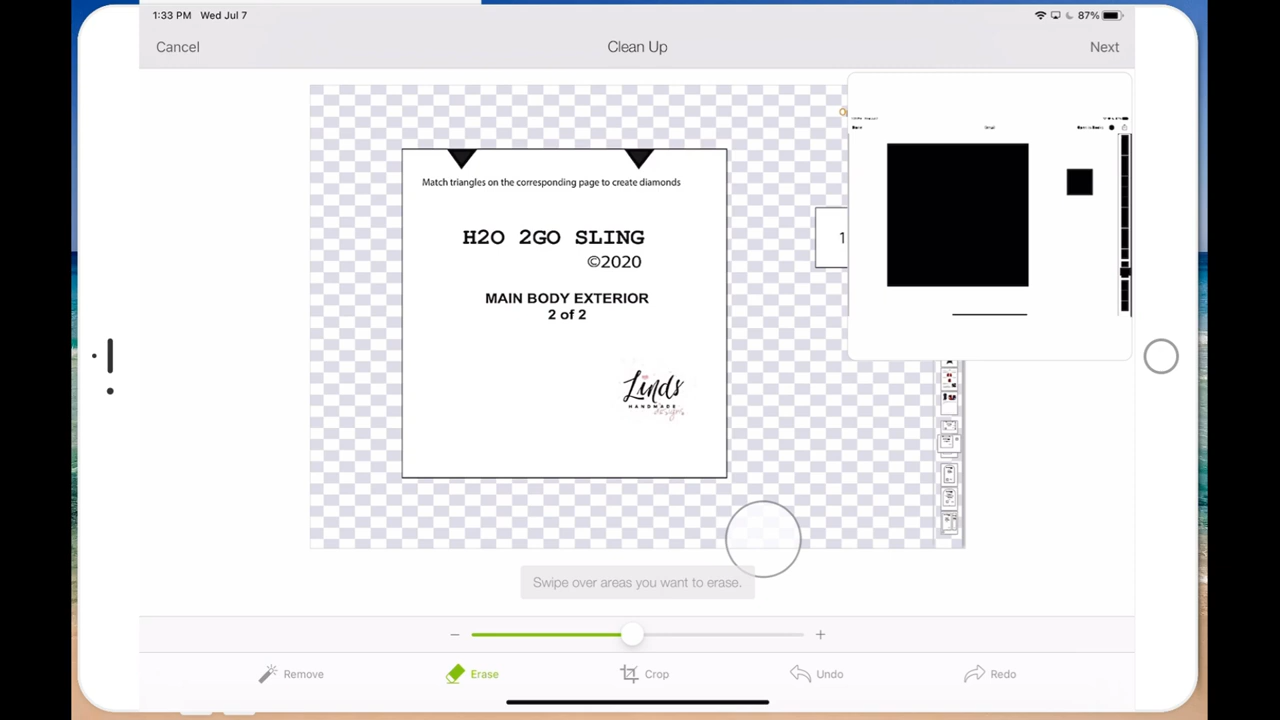 1:33 PM Wed Jul 7
87%
Cancel
Clean Up
Next
Match triangles on the corresponding page to create diamonds
H2O 2GO SLING
©2020
MAIN BODY EXTERIOR
2 of 2
1
Linds
HANDMADE
designs
Swipe over areas you want to erase.
− +
Remove
Erase
Crop
Undo
Redo